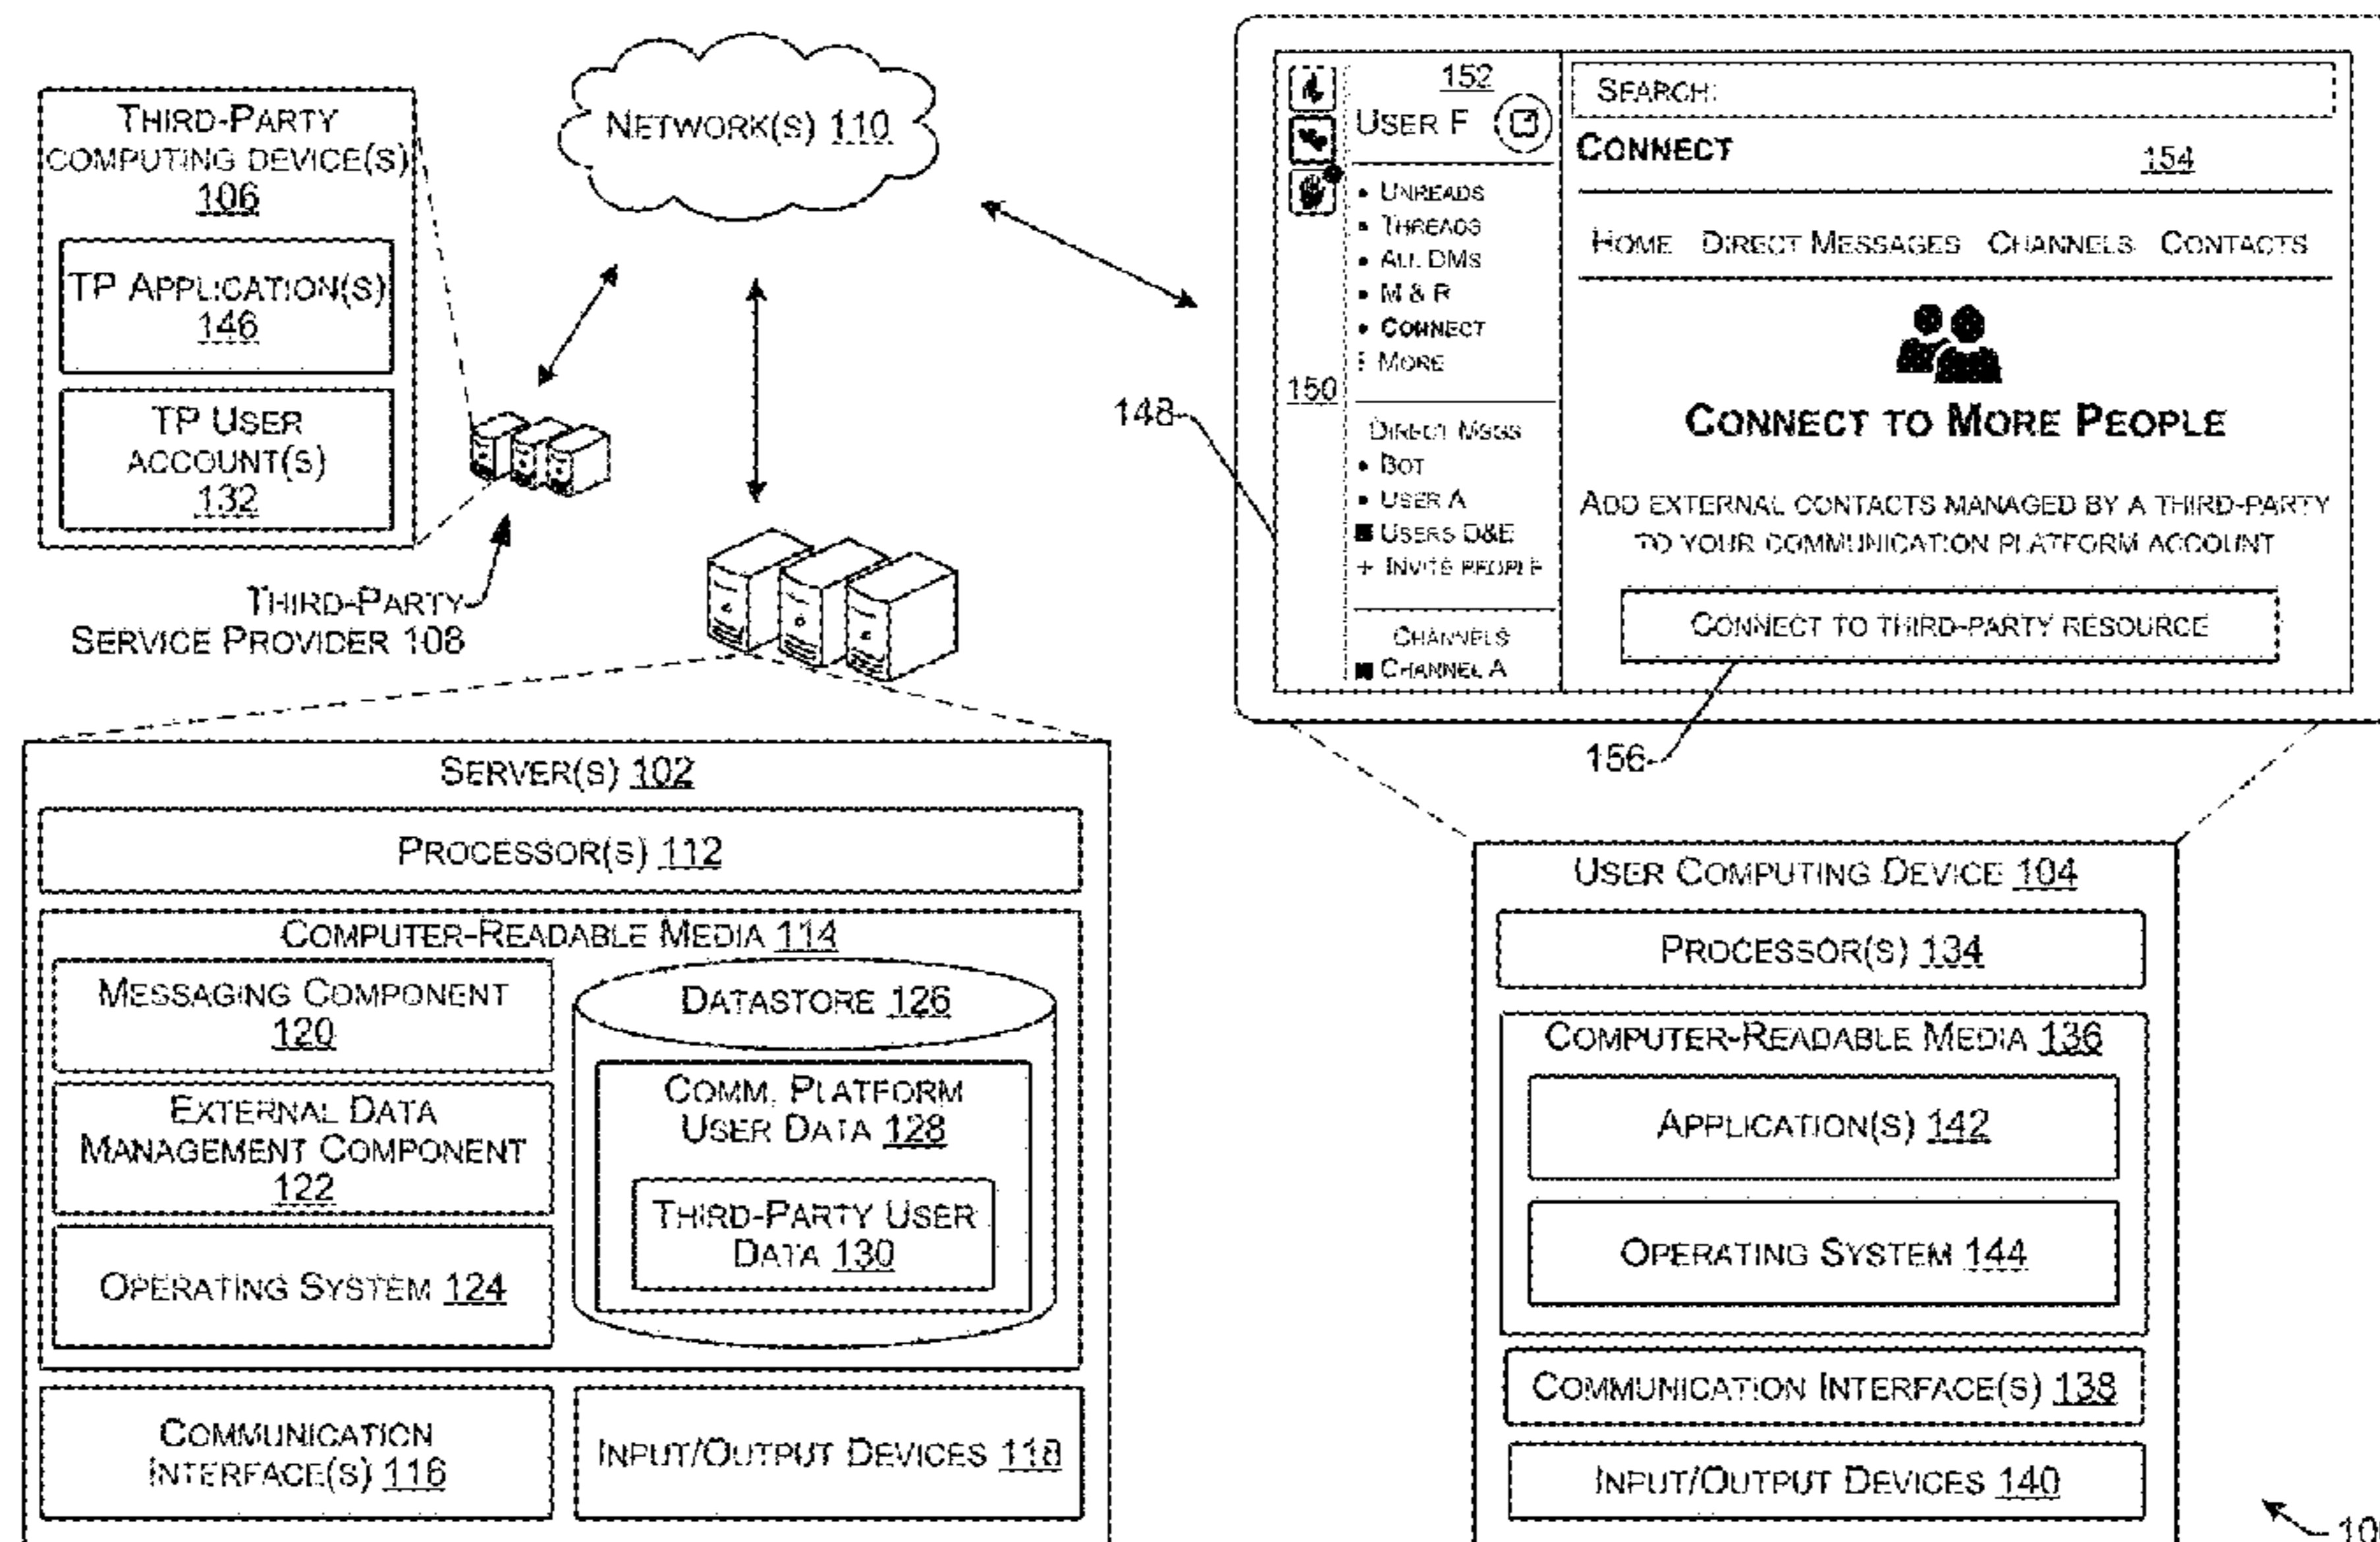 THIRD-PARTY
COMPUTING DEVICE(S)
106
TP APPLICATION(S)
146
TP USER
ACCOUNT(S)
132
THIRD-PARTY
SERVICE PROVIDER 108
NETWORK(S) 110
148
150
152
USER F
• UNREADS
• THREADS
• ALL DMS
• M & R
• CONNECT
⋮ MORE
DIRECT MSGS
• BOT
• USER A
■ USERS D&E
+ INVITE PEOPLE
CHANNELS
■ CHANNEL A
SEARCH:
CONNECT
154
HOME DIRECT MESSAGES CHANNELS CONTACTS
CONNECT TO MORE PEOPLE
ADD EXTERNAL CONTACTS MANAGED BY A THIRD-PARTY
TO YOUR COMMUNICATION PLATFORM ACCOUNT
CONNECT TO THIRD-PARTY RESOURCE
156
SERVER(S) 102
PROCESSOR(S) 112
COMPUTER-READABLE MEDIA 114
MESSAGING COMPONENT
120
EXTERNAL DATA
MANAGEMENT COMPONENT
122
OPERATING SYSTEM 124
DATASTORE 126
COMM. PLATFORM
USER DATA 128
THIRD-PARTY USER
DATA 130
COMMUNICATION
INTERFACE(S) 116
INPUT/OUTPUT DEVICES 118
USER COMPUTING DEVICE 104
PROCESSOR(S) 134
COMPUTER-READABLE MEDIA 136
APPLICATION(S) 142
OPERATING SYSTEM 144
COMMUNICATION INTERFACE(S) 138
INPUT/OUTPUT DEVICES 140